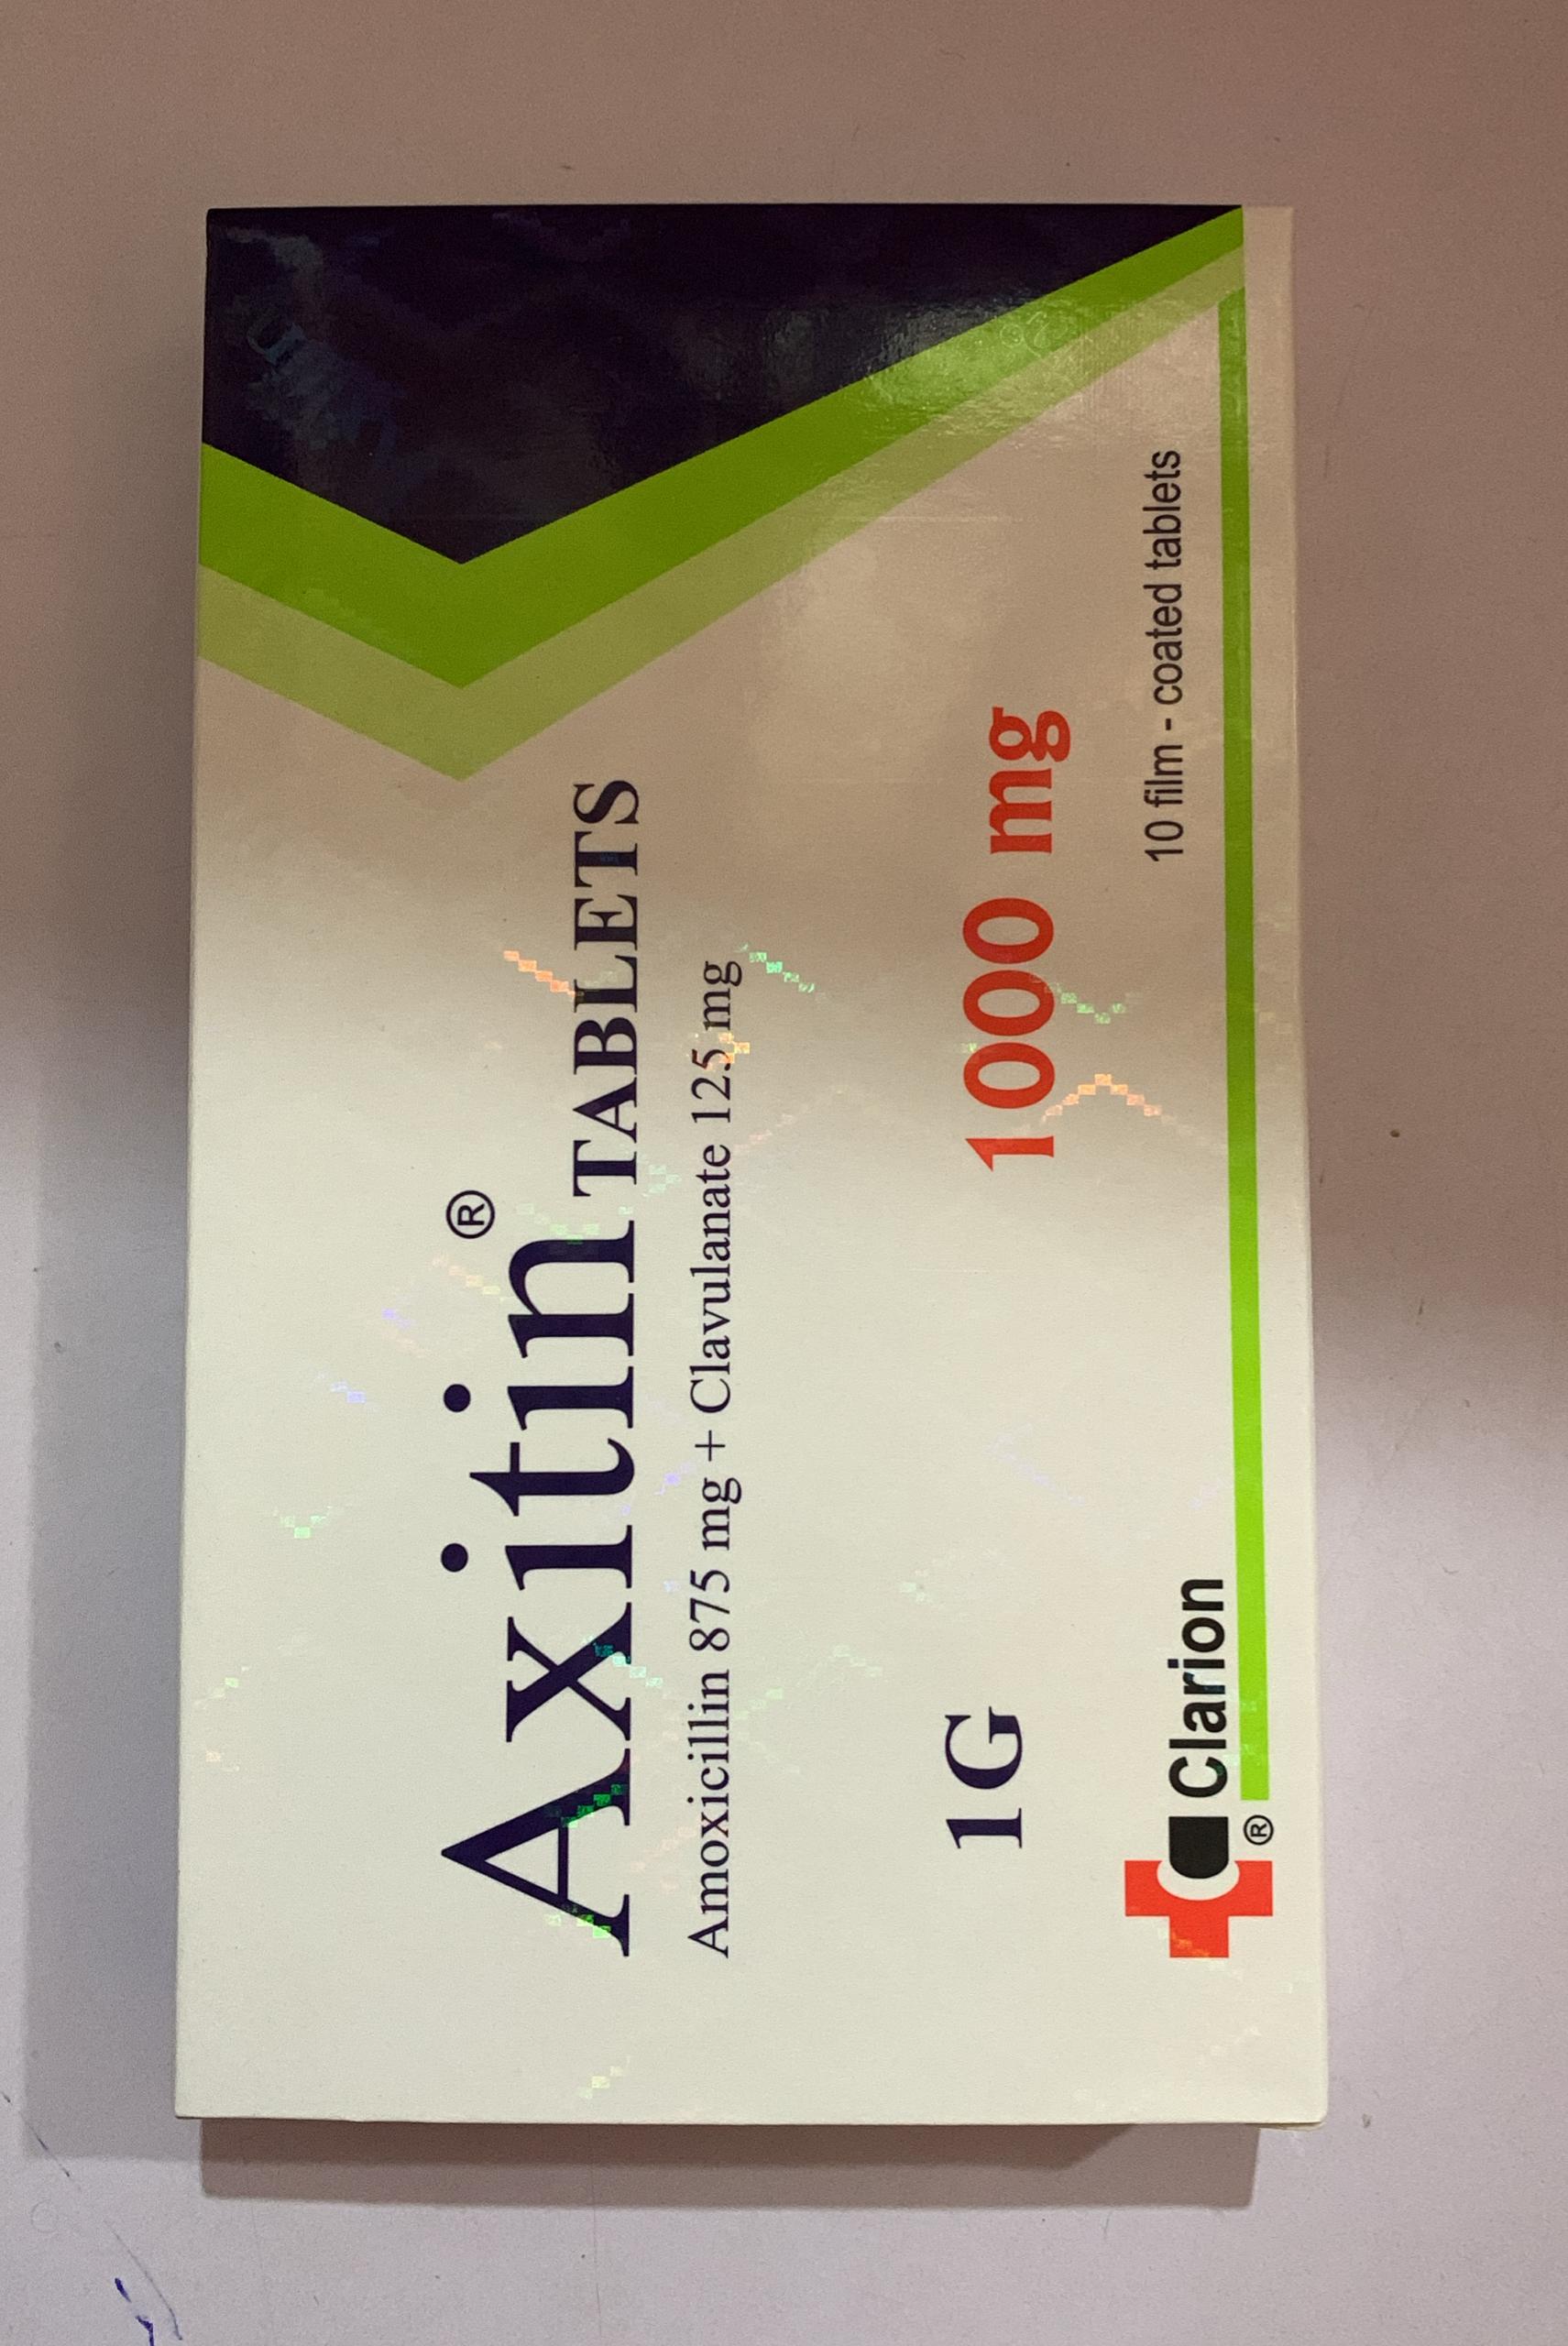 Axitin® TABLETS
Amoxicillin 875 mg + Clavulanate 125 mg
1G
1000 mg
Clarion®
10 film - coated tablets